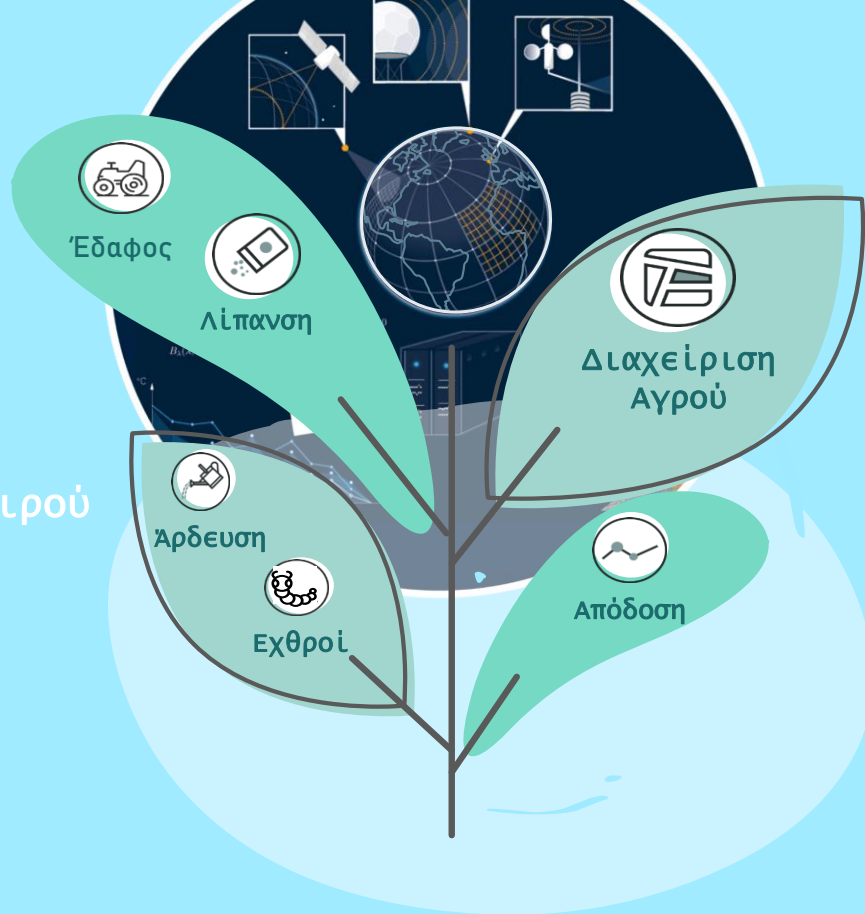 Έδαφος
Λίπανση
Διαχείριση
Αγρού
°C
ιρού
Άρδευση
Εχθροί
Απόδοση